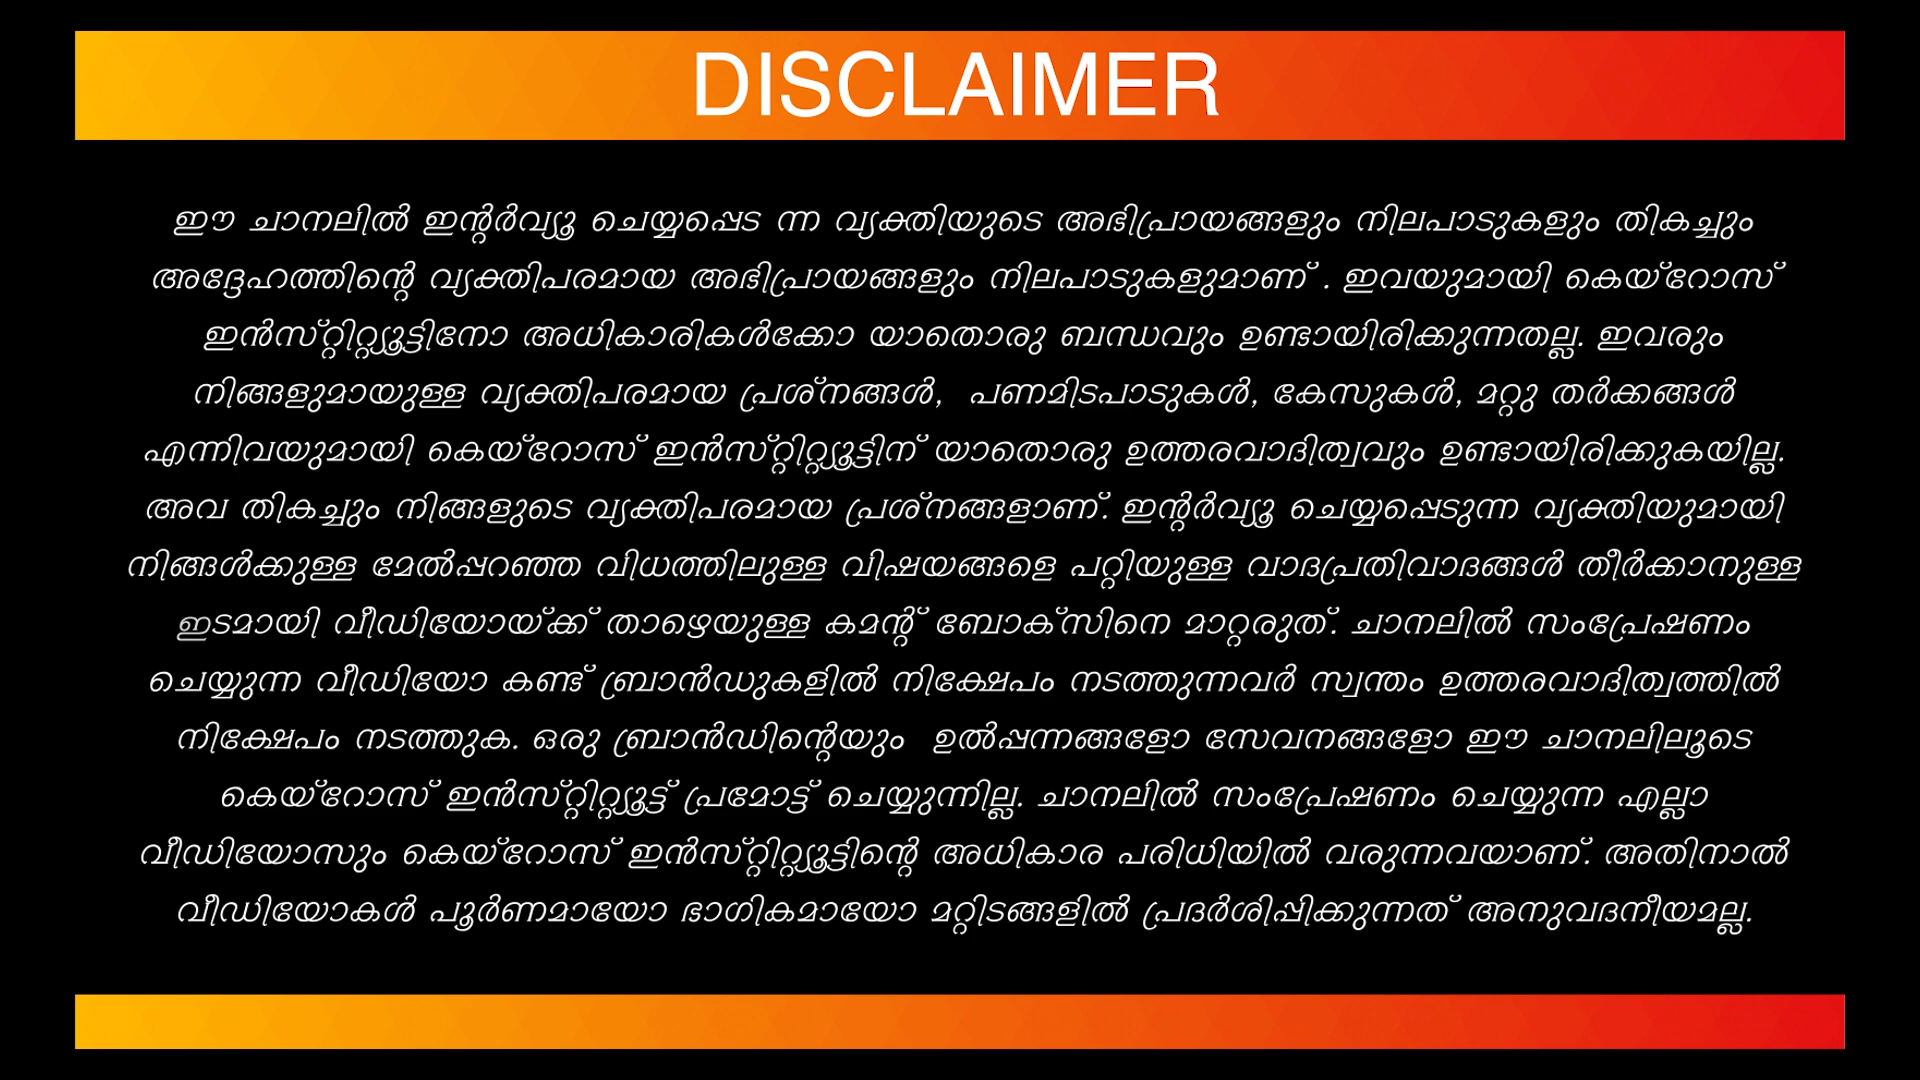 DISCLAIMER
ഈ ചാനലിൽ ഇന്റർവ്യൂ ചെയ്യപ്പെട ന്ന വ്യക്തിയുടെ അഭിപ്രായങ്ങളും നിലപാടുകളും തികച്ചും
അദ്ദേഹത്തിന്റെ വ്യക്തിപരമായ അഭിപ്രായങ്ങളും നിലപാടുകളുമാണ് . ഇവയുമായി കെയ്റോസ്
ഇൻസ്റ്റിറ്റ്യൂട്ടിനോ അധികാരികൾക്കോ യാതൊരു ബന്ധവും ഉണ്ടായിരിക്കുന്നതല്ല. ഇവരും
നിങ്ങളുമായുള്ള വ്യക്തിപരമായ പ്രശ്നങ്ങൾ,  പണമിടപാടുകൾ, കേസുകൾ, മറ്റു തർക്കങ്ങൾ
എന്നിവയുമായി കെയ്റോസ് ഇൻസ്റ്റിറ്റ്യൂട്ടിന് യാതൊരു ഉത്തരവാദിത്വവും ഉണ്ടായിരിക്കുകയില്ല.
അവ തികച്ചും നിങ്ങളുടെ വ്യക്തിപരമായ പ്രശ്നങ്ങളാണ്. ഇന്റർവ്യൂ ചെയ്യപ്പെടുന്ന വ്യക്തിയുമായി
നിങ്ങൾക്കുള്ള മേൽപ്പറഞ്ഞ വിധത്തിലുള്ള വിഷയങ്ങളെ പറ്റിയുള്ള വാദപ്രതിവാദങ്ങൾ തീർക്കാനുള്ള
ഇടമായി വീഡിയോയ്ക്ക് താഴെയുള്ള കമന്റ് ബോക്സിനെ മാറ്റരുത്. ചാനലിൽ സംപ്രേഷണം
ചെയ്യുന്ന വീഡിയോ കണ്ട് ബ്രാൻഡുകളിൽ നിക്ഷേപം നടത്തുന്നവർ സ്വന്തം ഉത്തരവാദിത്വത്തിൽ
നിക്ഷേപം നടത്തുക. ഒരു ബ്രാൻഡിന്റെയും  ഉൽപ്പന്നങ്ങളോ സേവനങ്ങളോ ഈ ചാനലിലൂടെ
കെയ്റോസ് ഇൻസ്റ്റിറ്റ്യൂട്ട് പ്രമോട്ട് ചെയ്യുന്നില്ല. ചാനലിൽ സംപ്രേഷണം ചെയ്യുന്ന എല്ലാ
വീഡിയോസും കെയ്റോസ് ഇൻസ്റ്റിറ്റ്യൂട്ടിന്റെ അധികാര പരിധിയിൽ വരുന്നവയാണ്. അതിനാൽ
വീഡിയോകൾ പൂർണമായോ ഭാഗികമായോ മറ്റിടങ്ങളിൽ പ്രദർശിപ്പിക്കുന്നത് അനുവദനീയമല്ല.